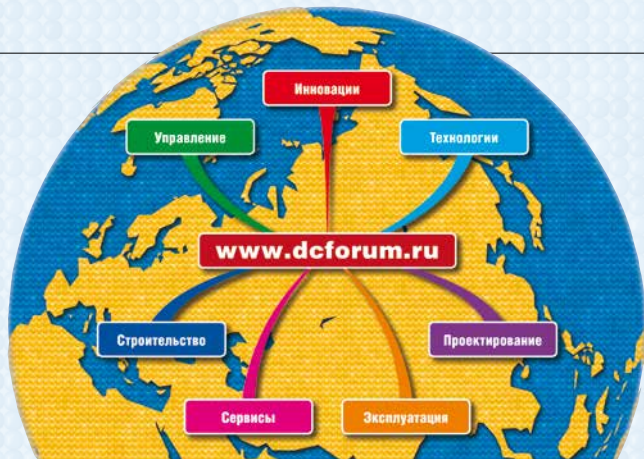 Инновации
Управление
Технологии
www.dcforum.ru
Строительство
Проектирование
Сервисы
Эксплуатация